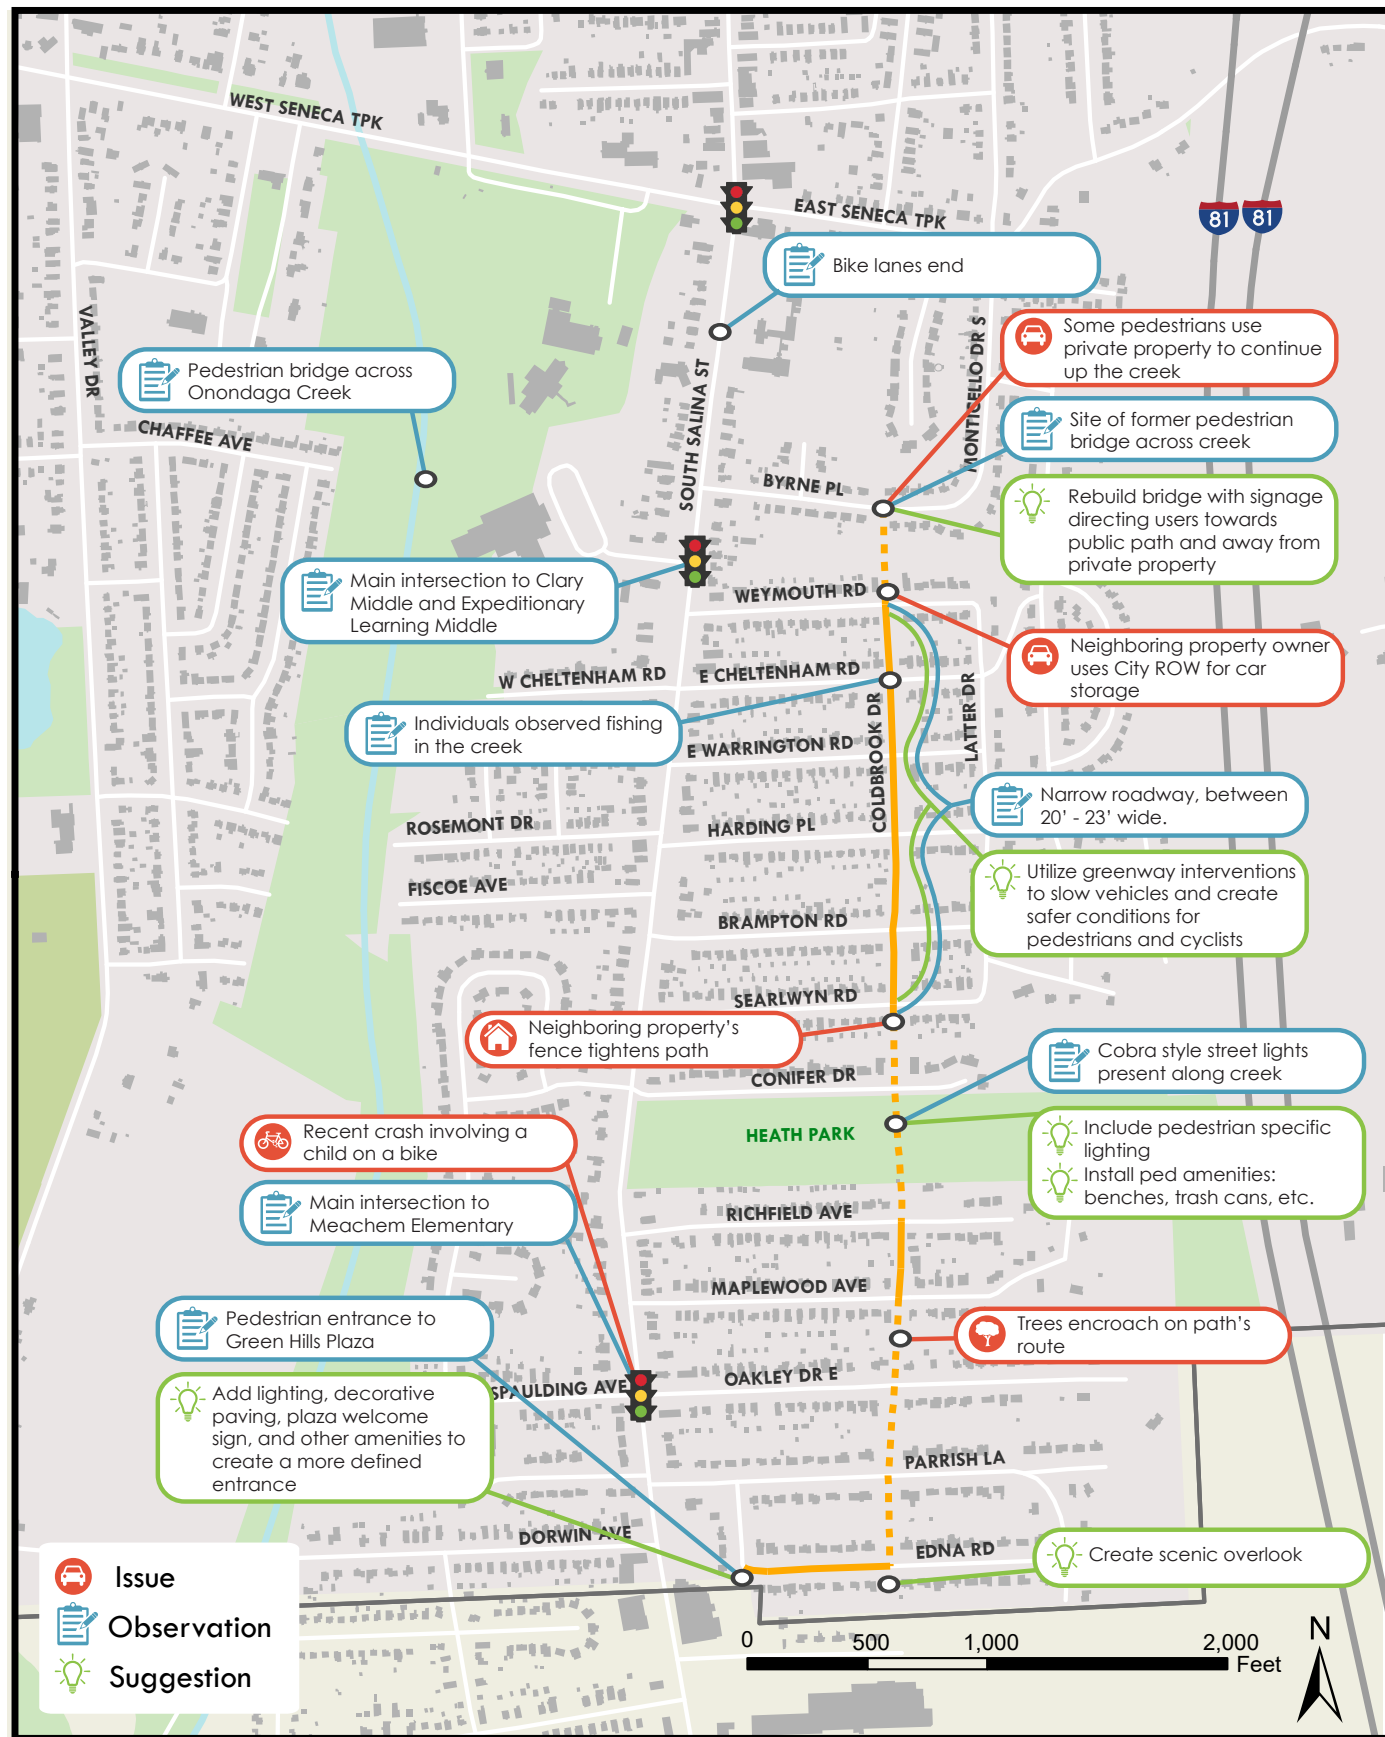 WEST SENECA TPK
EAST SENECA TPK
81
81
Bike lanes end
VALLEY DR
Pedestrian bridge across
Onondaga Creek
CHAFFEE AVE
SOUTH SALINA ST
MONTICELLO DR S
Some pedestrians use
private property to continue
up the creek
Site of former pedestrian
bridge across creek
BYRNE PL
Rebuild bridge with signage
directing users towards
public path and away from
private property
Main intersection to Clary
Middle and Expeditionary
Learning Middle
WEYMOUTH RD
Neighboring property owner
uses City ROW for car
storage
W CHELTENHAM RD
E CHELTENHAM RD
COLDBROOK DR
LATTER DR
Individuals observed fishing
in the creek
E WARRINGTON RD
Narrow roadway, between
20' - 23' wide.
ROSEMONT DR
HARDING PL
Utilize greenway interventions
to slow vehicles and create
safer conditions for
pedestrians and cyclists
FISCOE AVE
BRAMPTON RD
SEARLWYN RD
Neighboring property's
fence tightens path
Cobra style street lights
present along creek
CONIFER DR
HEATH PARK
Include pedestrian specific
lighting
Install ped amenities:
benches, trash cans, etc.
Recent crash involving a
child on a bike
Main intersection to
Meachem Elementary
RICHFIELD AVE
MAPLEWOOD AVE
Pedestrian entrance to
Green Hills Plaza
Trees encroach on path's
route
OAKLEY DR E
SPAULDING AVE
Add lighting, decorative
paving, plaza welcome
sign, and other amenities to
create a more defined
entrance
PARRISH LA
DORWIN AVE
EDNA RD
Create scenic overlook
Issue
Observation
Suggestion
N
0 500 1,000 2,000
Feet